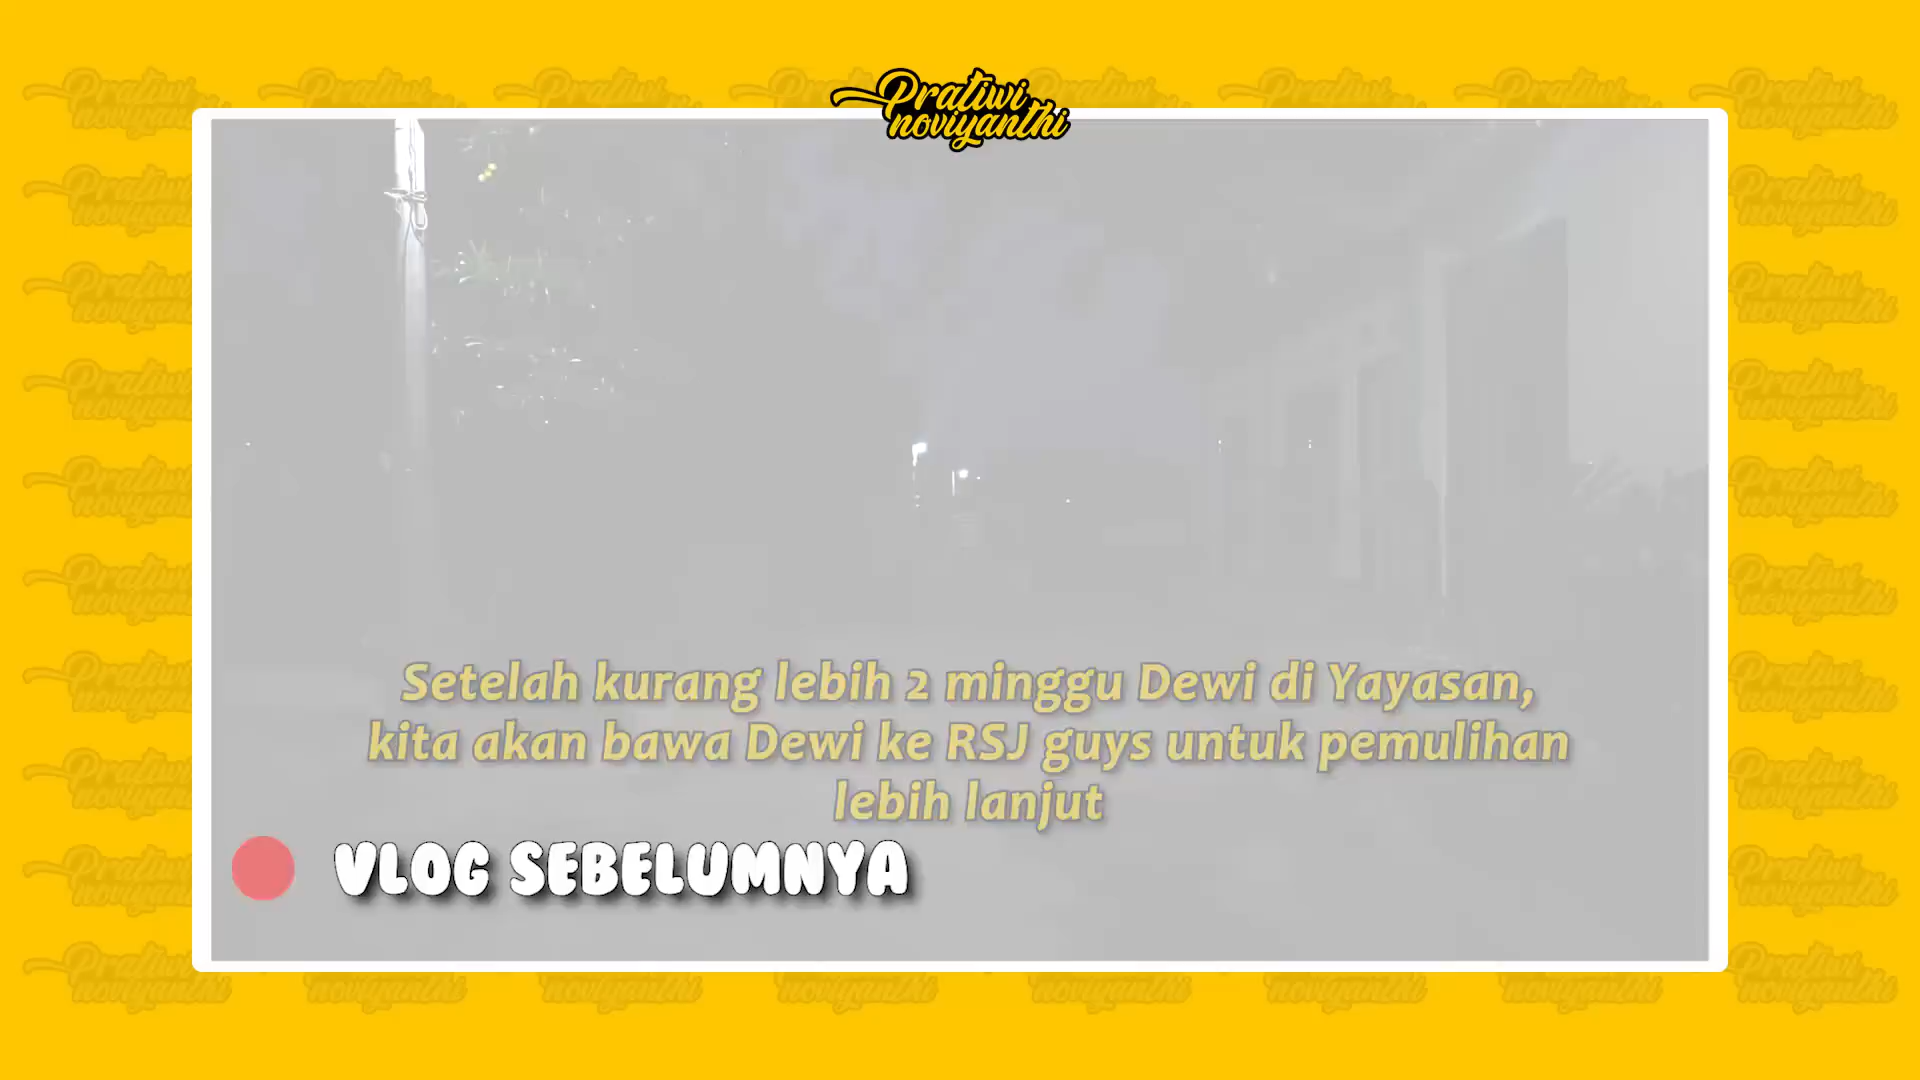 Pratiwi
noviyanthi
Setelah kurang lebih 2 minggu Dewi di Yayasan,
kita akan bawa Dewi ke RSJ guys untuk pemulihan
lebih lanjut
VLOG SEBELUMNYA